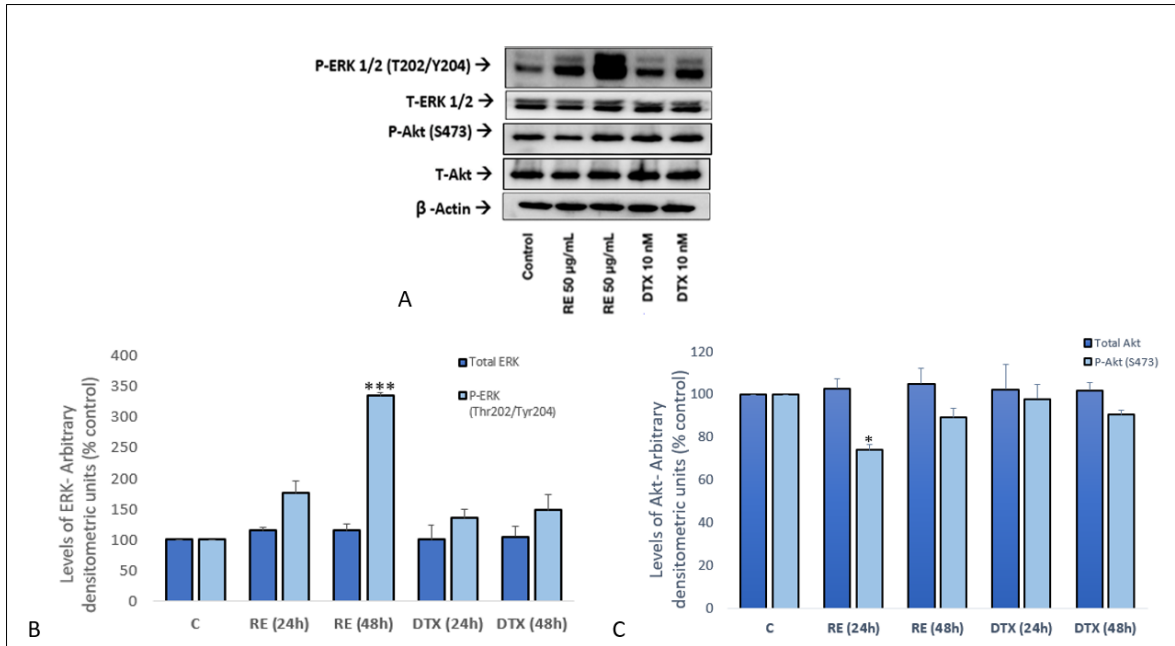 P-ERK 1/2 (T202/Y204) →
T-ERK 1/2 →
P-Akt (S473) →
T-Akt →
β -Actin →
Control
RE 50 µg/mL
RE 50 µg/mL
DTX 10 nM
DTX 10 nM
A
Levels of ERK- Arbitrary
densitometric units (% control)
400
350
300
250
200
150
100
50
0
***
Total ERK
P-ERK
(Thr202/Tyr204)
C
RE (24h)
RE (48h)
DTX (24h)
DTX (48h)
B
Levels of Akt- Arbitrary
densitometric units (% control)
120
100
80
60
40
20
0
*
Total Akt
P-Akt (S473)
C
RE (24h)
RE (48h)
DTX (24h)
DTX (48h)
C